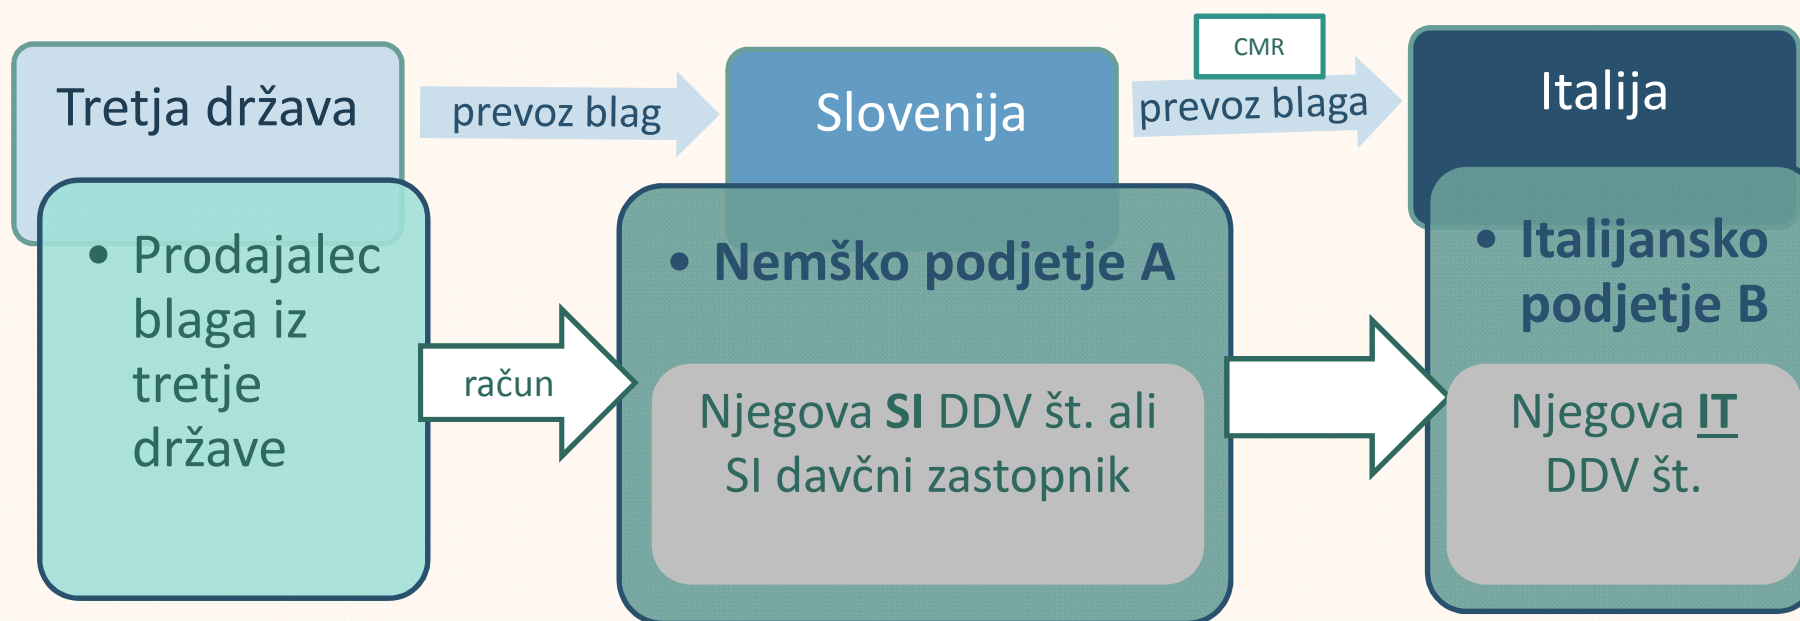 Tretja država
prevoz blag
Slovenija
CMR
prevoz blaga
Italija
• Prodajalec
blaga iz
tretje
države
račun
• Nemško podjetje A
Njegova SI DDV št. ali
SI davčni zastopnik
• Italijansko
podjetje B
Njegova IT
DDV št.